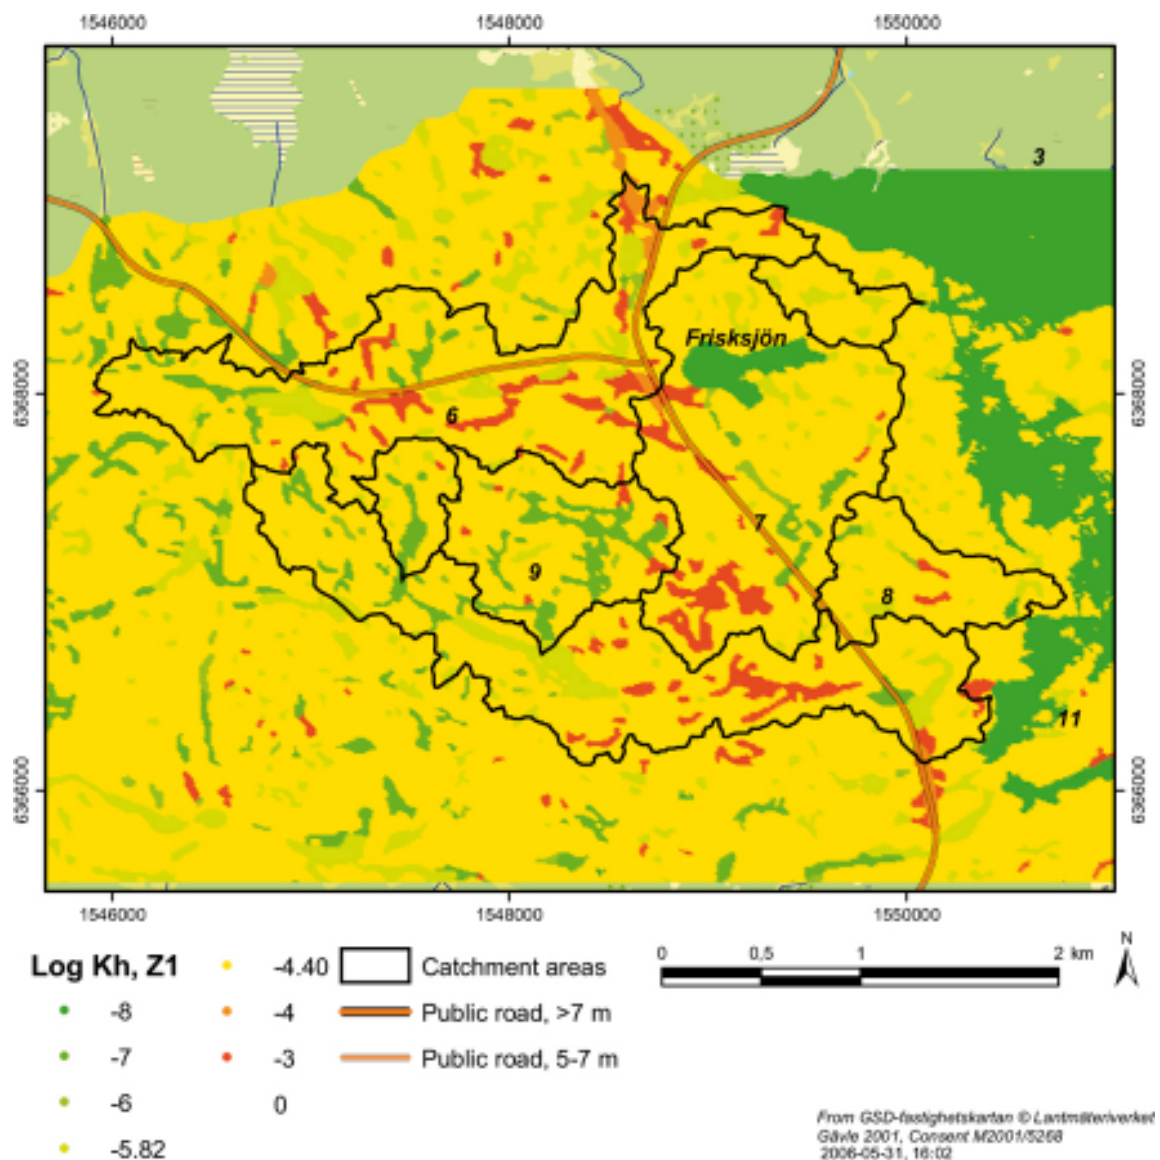 1546000 1548000 1550000
3
Frisksjön
6368000 6368000
6
7
9
8
11
6366000 6366000
1546000 1548000 1550000
Log Kh, Z1
-8
-7
-6
-5.82
-4.40
-4
-3
0
Catchment areas
Public road, >7 m
Public road, 5-7 m
0 0,5 1 2 km
N
From GSD-fastighetskartan © Lantmäteriverket
Gävle 2001, Consent M2001/5268
2006-05-31, 16:02